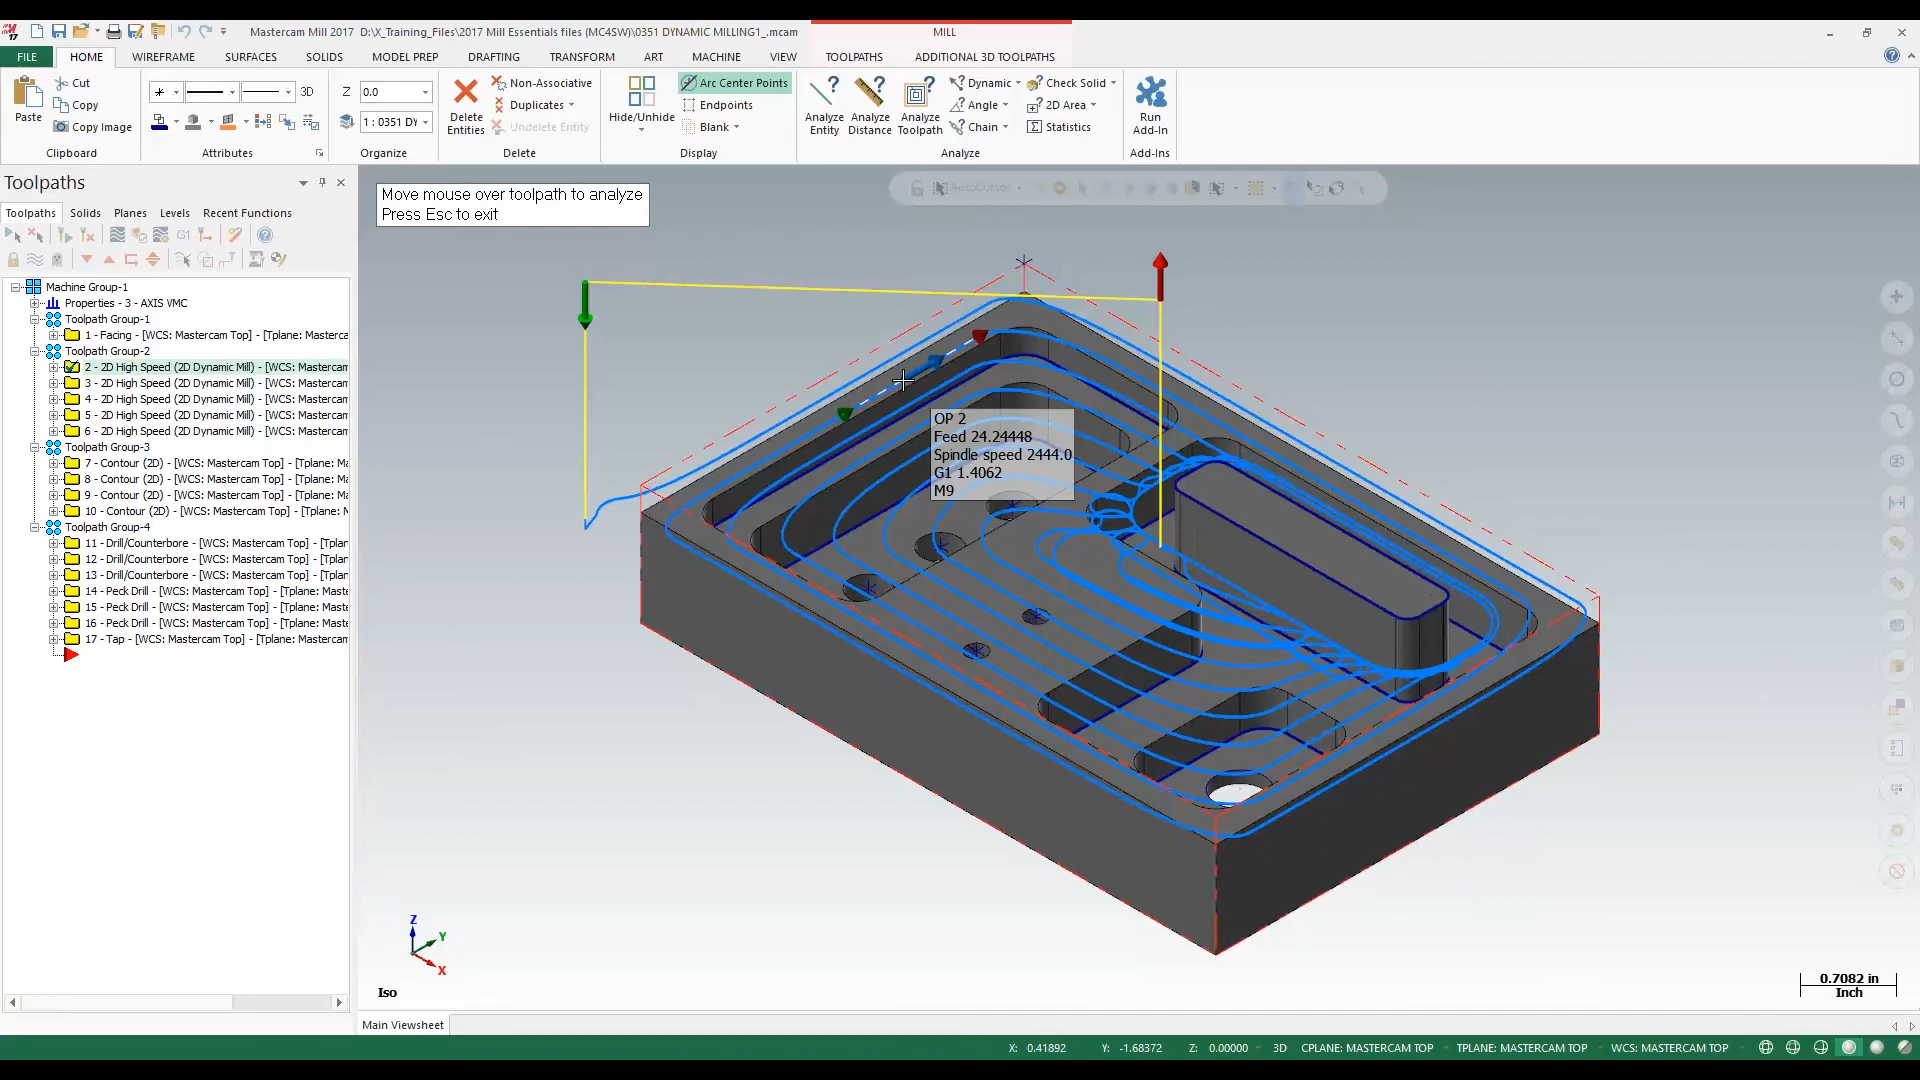 Mastercam Mill 2017 D:\X_Training_Files\2017 Mill Essentials files (MC4SW)\0351 DYNAMIC MILLING1_.mcam
MILL
FILE HOME WIREFRAME SURFACES SOLIDS MODEL PREP DRAFTING TRANSFORM ART MACHINE VIEW TOOLPATHS ADDITIONAL 3D TOOLPATHS
Paste
Cut
Copy
Copy Image
Clipboard
3D
Attributes
Z 0.0
1 : 0351 DY
Organize
Delete Entities
Non-Associative
Duplicates
Undelete Entity
Delete
Hide/Unhide
Arc Center Points
Endpoints
Blank
Display
Analyze Entity
Analyze Distance
Analyze Toolpath
Dynamic
Angle
Chain
Check Solid
2D Area
Statistics
Analyze
Run Add-In
Add-Ins
Toolpaths
Toolpaths Solids Planes Levels Recent Functions
G1
Machine Group-1
Properties - 3 - AXIS VMC
Toolpath Group-1
1 - Facing - [WCS: Mastercam Top] - [Tplane: Masterca
Toolpath Group-2
2 - 2D High Speed (2D Dynamic Mill) - [WCS: Mastercam
3 - 2D High Speed (2D Dynamic Mill) - [WCS: Mastercam
4 - 2D High Speed (2D Dynamic Mill) - [WCS: Mastercam
5 - 2D High Speed (2D Dynamic Mill) - [WCS: Mastercam
6 - 2D High Speed (2D Dynamic Mill) - [WCS: Mastercam
Toolpath Group-3
7 - Contour (2D) - [WCS: Mastercam Top] - [Tplane: Ma
8 - Contour (2D) - [WCS: Mastercam Top] - [Tplane: Ma
9 - Contour (2D) - [WCS: Mastercam Top] - [Tplane: Ma
10 - Contour (2D) - [WCS: Mastercam Top] - [Tplane: M
Toolpath Group-4
11 - Drill/Counterbore - [WCS: Mastercam Top] - [Tplar
12 - Drill/Counterbore - [WCS: Mastercam Top] - [Tplar
13 - Drill/Counterbore - [WCS: Mastercam Top] - [Tplar
14 - Peck Drill - [WCS: Mastercam Top] - [Tplane: Mast
15 - Peck Drill - [WCS: Mastercam Top] - [Tplane: Mast
16 - Peck Drill - [WCS: Mastercam Top] - [Tplane: Mast
17 - Tap - [WCS: Mastercam Top] - [Tplane: Mastercam
Move mouse over toolpath to analyze
Press Esc to exit
AutoCursor
OP 2
Feed 24.24448
Spindle speed 2444.0
G1 1.4062
M9
Z
Y
X
Iso
0.7082 in
Inch
Main Viewsheet
X: 0.41892 Y: -1.68372 Z: 0.00000 3D CPLANE: MASTERCAM TOP TPLANE: MASTERCAM TOP WCS: MASTERCAM TOP